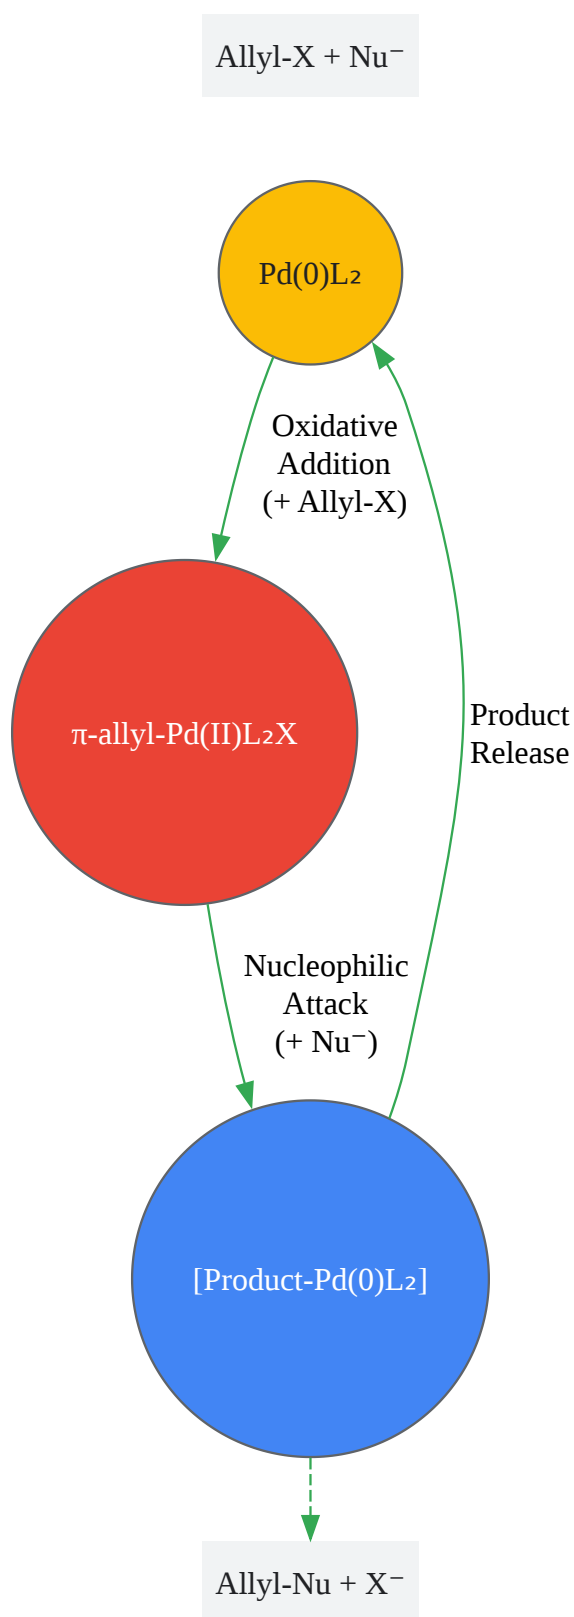 Allyl-X + Nu⁻
Pd(0)L₂
Oxidative
Addition
(+ Allyl-X)
π-allyl-Pd(II)L₂X
Product
Release
Nucleophilic
Attack
(+ Nu⁻)
[Product-Pd(0)L₂]
Allyl-Nu + X⁻